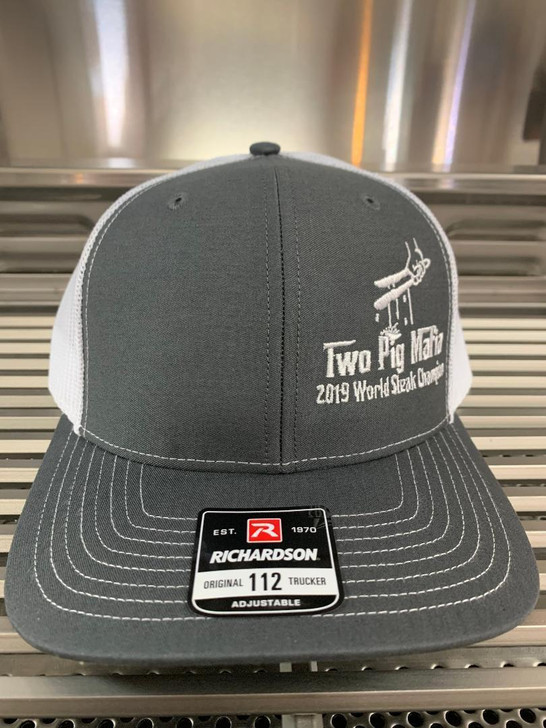 Two Pig Mafia
2019 World Steak Champion
EST. R 1970
RICHARDSON
ORIGINAL 112 TRUCKER
ADJUSTABLE